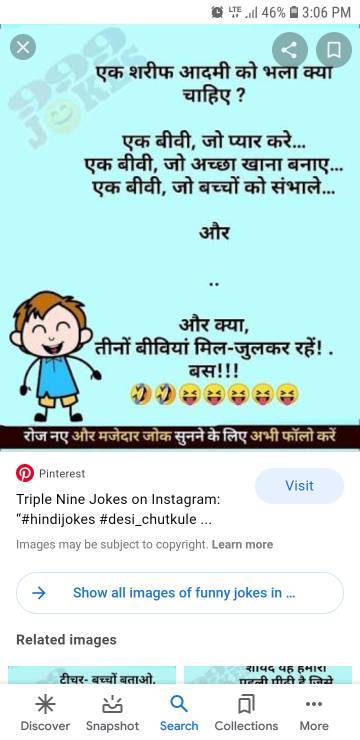 LTE 46% 3:06 PM
999 JOKES
एक शरीफ आदमी को भला क्या
चाहिए ?
एक बीवी, जो प्यार करे...
एक बीवी, जो अच्छा खाना बनाए...
एक बीवी, जो बच्चों को संभाले...
और
..
और क्या,
तीनों बीवियां मिल-जुलकर रहें! .
बस!!!
🤣🤣😝😝😝😝😝
रोज नए और मजेदार जोक सुनने के लिए अभी फॉलो करें
Pinterest
Visit
Triple Nine Jokes on Instagram:
“#hindijokes #desi_chutkule ...
Images may be subject to copyright. Learn more
Show all images of funny jokes in ...
Related images
टीचर- बच्चों बताओ,
शायद यह हमारी
पहली पीढ़ी है जिसे
Discover Snapshot Search Collections More